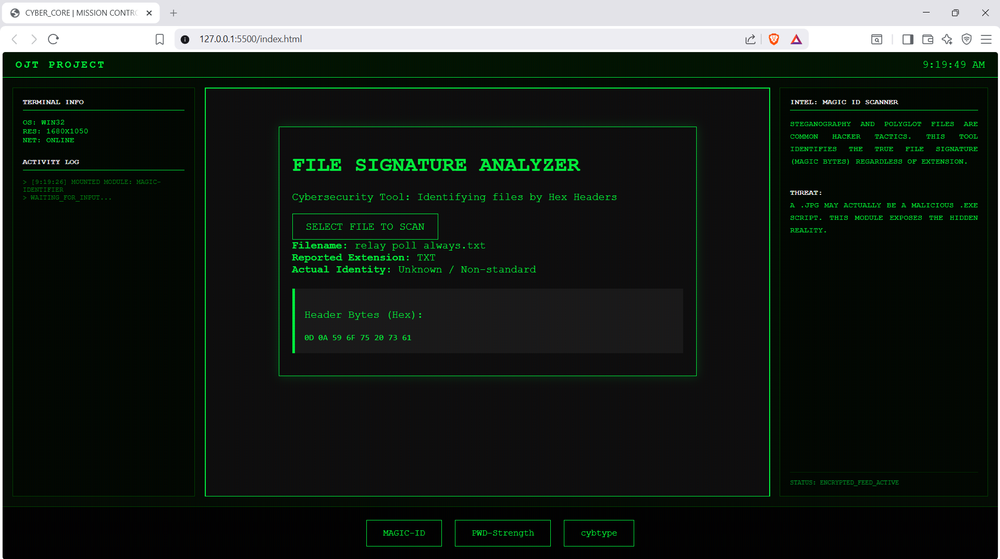 CYBER_CORE | MISSION CONTRO
127.0.0.1:5500/index.html
OJT PROJECT
9:19:49 AM
TERMINAL INFO
OS: WIN32
RES: 1680X1050
NET: ONLINE
ACTIVITY LOG
> [9:19:26] MOUNTED MODULE: MAGIC-
IDENTIFIER
> WAITING_FOR_INPUT...
FILE SIGNATURE ANALYZER
Cybersecurity Tool: Identifying files by Hex Headers
SELECT FILE TO SCAN
Filename: relay poll always.txt
Reported Extension: TXT
Actual Identity: Unknown / Non-standard
Header Bytes (Hex):
0D 0A 59 6F 75 20 73 61
INTEL: MAGIC ID SCANNER
STEGANOGRAPHY AND POLYGLOT FILES ARE
COMMON HACKER TACTICS. THIS TOOL
IDENTIFIES THE TRUE FILE SIGNATURE
(MAGIC BYTES) REGARDLESS OF EXTENSION.
THREAT:
A .JPG MAY ACTUALLY BE A MALICIOUS .EXE
SCRIPT. THIS MODULE EXPOSES THE HIDDEN
REALITY.
STATUS: ENCRYPTED_FEED_ACTIVE
MAGIC-ID
PWD-Strength
cybtype